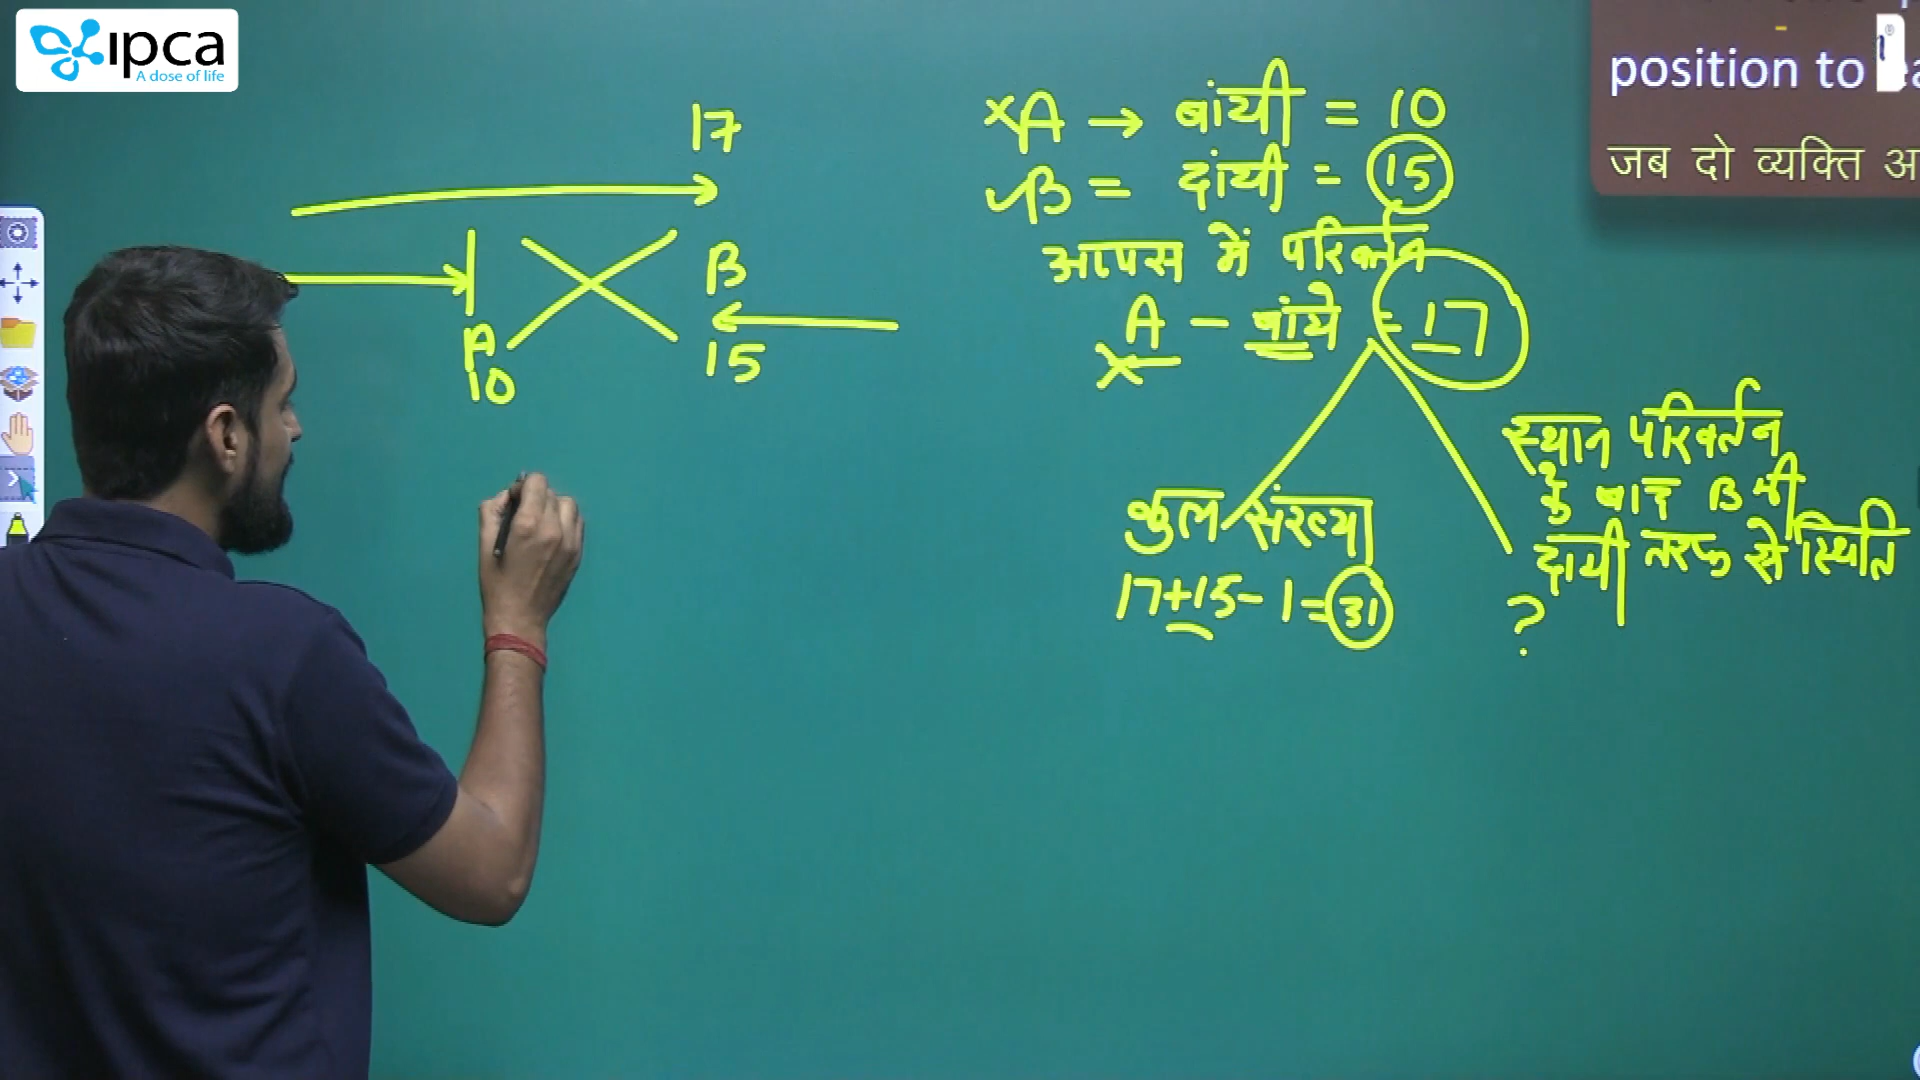 ipca
A dose of life
position to
जब दो व्यक्ति
17
B
15
A
10
xA → बांयी = 10
✓B = दांयी = 15
आपस में परिवर्तन
x A - बांये = 17
कुल संख्या
17+15-1=31
स्थान परिवर्तन
के बाद B की
दायी तरफ से स्थिति
?